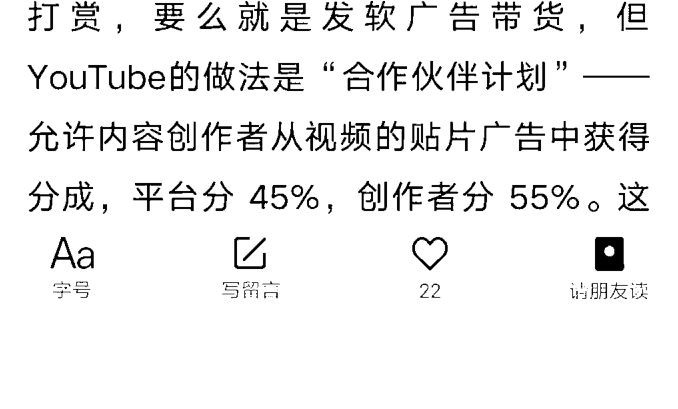 打赏，要么就是发软广告带货，但
YouTube的做法是“合作伙伴计划”——
允许内容创作者从视频的贴片广告中获得
分成，平台分 45%，创作者分 55%。这
Aa
字号
写留言
22
请朋友读